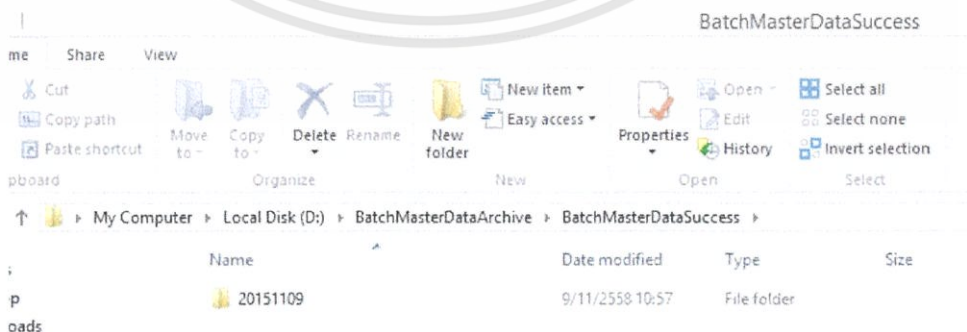 BatchMasterDataSuccess
me Share View
Cut
Copy path
Paste shortcut
Move to
Copy to
Delete
Rename
New folder
New item
Easy access
Properties
Open
Edit
History
Select all
Select none
Invert selection
pboard Organize New Open Select
My Computer Local Disk (D:) BatchMasterDataArchive BatchMasterDataSuccess
Name Date modified Type Size
20151109 9/11/2558 10:57 File folder
op
oads